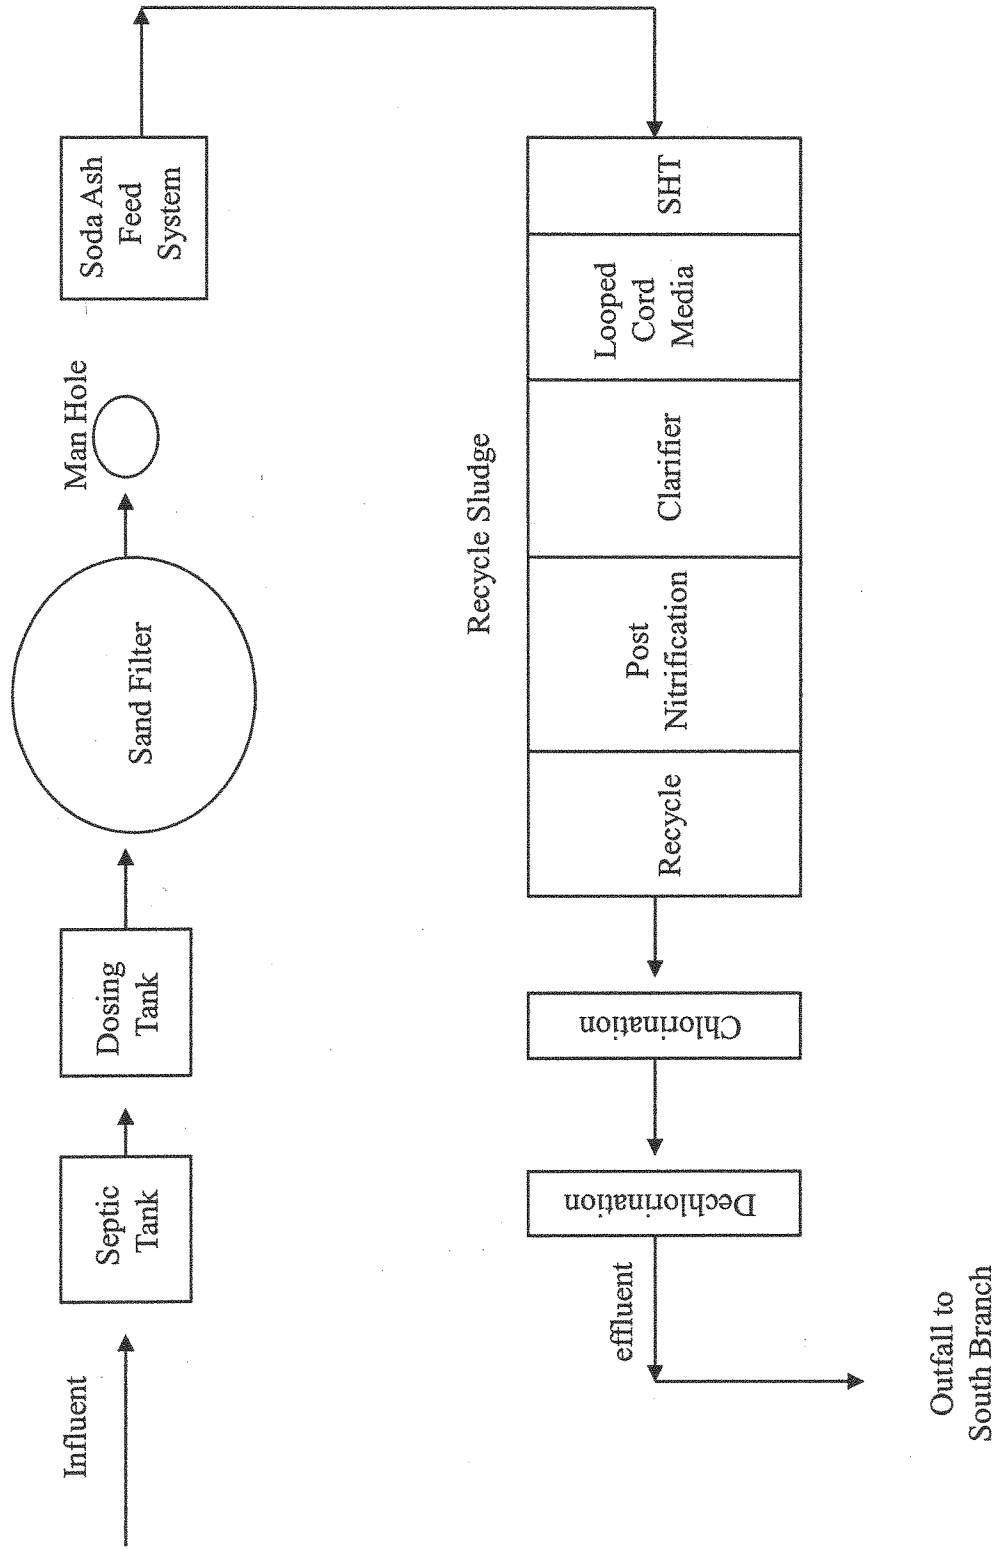 Influent
Septic
Tank
Dosing
Tank
Sand Filter
Man Hole
Soda Ash
Feed
System
Recycle Sludge
SHT
Looped
Cord
Media
Clarifier
Post
Nitrification
Recycle
Chlorination
Dechlorination
effluent
Outfall to
South Branch